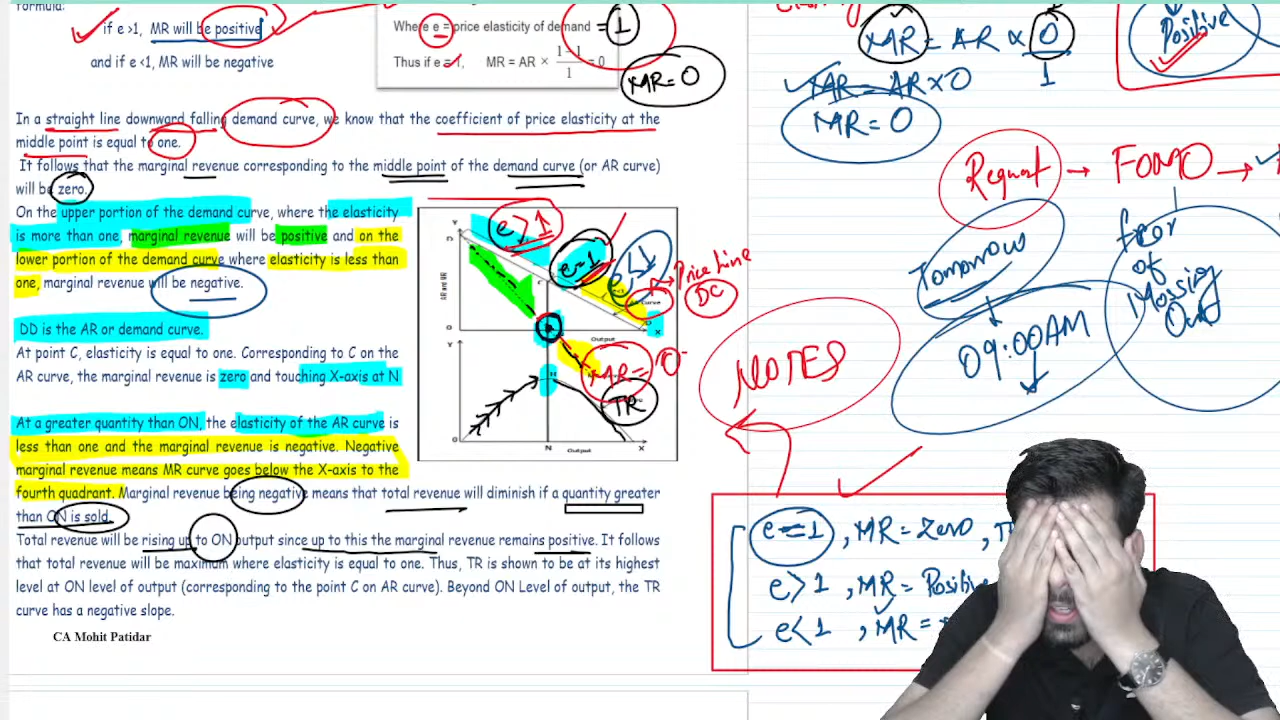 formula:
if e >1, MR will be positive
and if e<1, MR will be negative
Where e = price elasticity of demand = 1
Thus if e = 1, MR = AR × 1-1/1 = 0
MR = 0
In a straight line downward falling demand curve, we know that the coefficient of price elasticity at the
middle point is equal to one.
It follows that the marginal revenue corresponding to the middle point of the demand curve (or AR curve)
will be zero.
On the upper portion of the demand curve, where the elasticity
is more than one, marginal revenue will be positive and on the
lower portion of the demand curve where elasticity is less than
one, marginal revenue will be negative.
DD is the AR or demand curve.
At point C, elasticity is equal to one. Corresponding to C on the
AR curve, the marginal revenue is zero and touching X-axis at N
At a greater quantity than ON, the elasticity of the AR curve is
less than one and the marginal revenue is negative. Negative
marginal revenue means MR curve goes below the X-axis to the
fourth quadrant. Marginal revenue being negative means that total revenue will diminish if a quantity greater
than ON is sold.
Total revenue will be rising up to ON output since up to this the marginal revenue remains positive. It follows
that total revenue will be maximum where elasticity is equal to one. Thus, TR is shown to be at its highest
level at ON level of output (corresponding to the point C on AR curve). Beyond ON Level of output, the TR
curve has a negative slope.
CA Mohit Patidar
Y
D
AR and MR
e>1
e=1
e<1
C
Curve
D
O
X
Output
Price line
DC
MR =
TR
Y
H
O
N
X
Output
MR = AR × 0
1
MR = AR × 0
MR = 0
Positive
Request → FOMO →
Tomorrow
09:00AM
fear
of
Missing
Out
NOTES
e = 1, MR = Zero,
e > 1, MR = Positive
e < 1, MR =